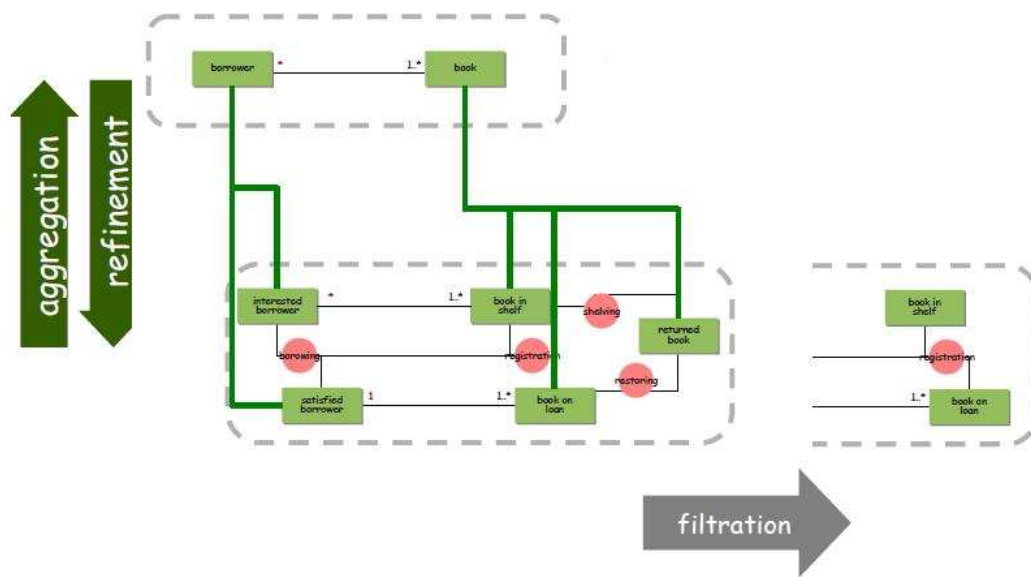 borrower
*
1..*
book
aggregation
refinement
interested
borrower
*
1..*
book in
shelf
shelving
returned
book
borowing
registration
restoring
satisfied
borrower
1
1..*
book on
loan
book in
shelf
registration
1..*
book on
loan
filtration